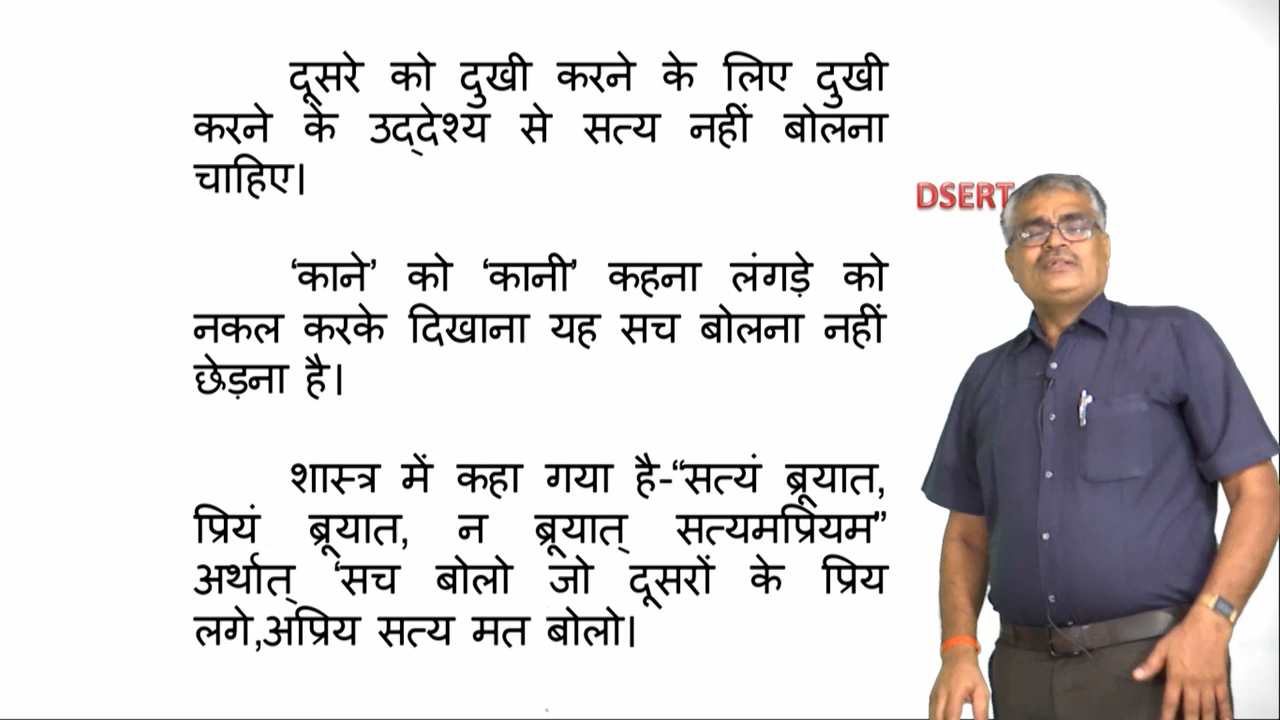 दूसरे को दुखी करने के लिए दुखी
करने के उद्‌देश्य से सत्य नहीं बोलना
चाहिए।
‘काने’ को ‘कानी’ कहना लंगड़े को
नकल करके दिखाना यह सच बोलना नहीं
छेड़ना है।
शास्त्र में कहा गया है-“सत्यं ब्रूयात,
प्रियं ब्रूयात, न ब्रूयात् सत्यमप्रियम”
अर्थात् ‘सच बोलो जो दूसरों के प्रिय
लगे,अप्रिय सत्य मत बोलो।
DSERT